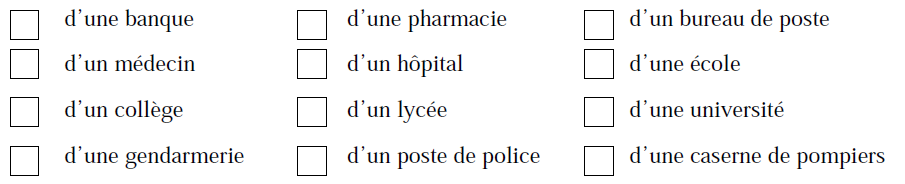 d'une banque d'une pharmacie d'un bureau de poste
d'un médecin d'un hôpital d'une école
d'un collège d'un lycée d'une université
d'une gendarmerie d'un poste de police d'une caserne de pompiers